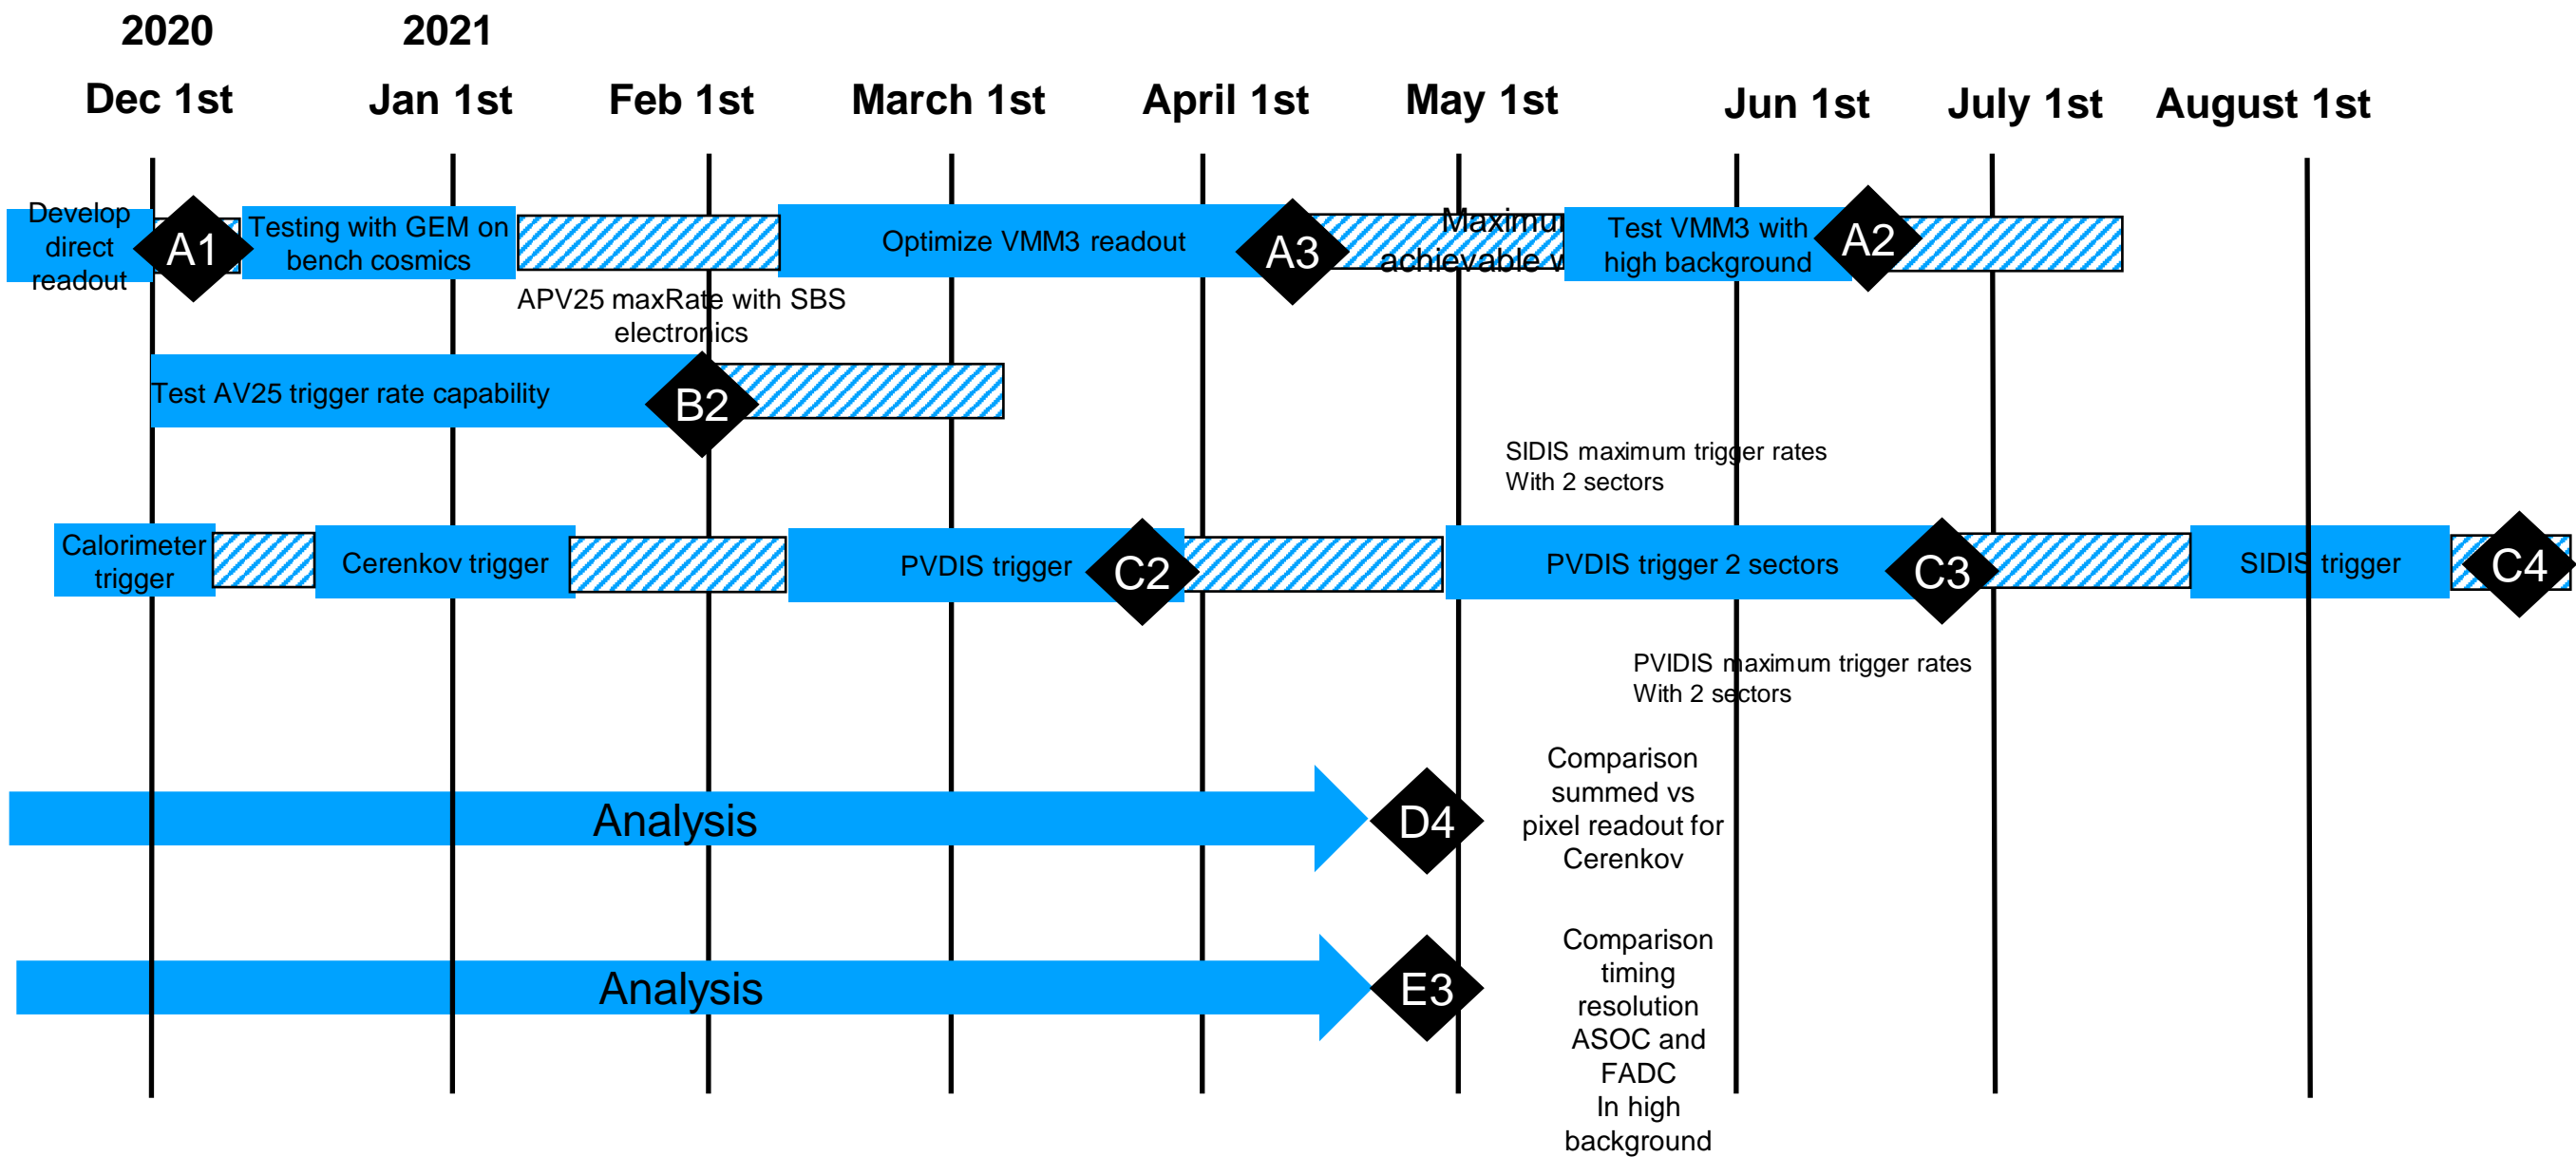 2020
2021
Dec 1st
Jan 1st
Feb 1st
March 1st
April 1st
May 1st
Jun 1st
July 1st
August 1st
Develop
direct
readout
A1
Testing with GEM on
bench cosmics
Optimize VMM3 readout
A3
achievable
Test VMM3 with
high background
A2
APV25 maxRate with SBS
electronics
Test AV25 trigger rate capability
B2
SIDIS maximum trigger rates
With 2 sectors
Calorimeter
trigger
Cerenkov trigger
PVDIS trigger
C2
PVDIS trigger 2 sectors
C3
SIDIS trigger
C4
PVIDIS maximum trigger rates
With 2 sectors
Analysis
D4
Comparison
summed vs
pixel readout for
Cerenkov
Analysis
E3
Comparison
timing
resolution
ASOC and
FADC
In high
background